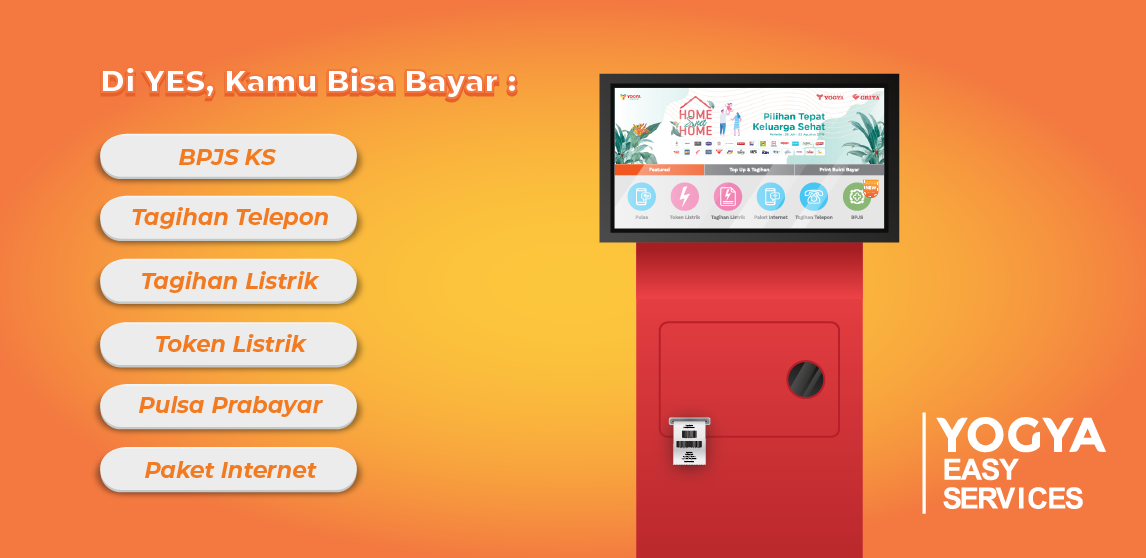 Di YES, Kamu Bisa Bayar :
BPJS KS
Tagihan Telepon
Tagihan Listrik
Token Listrik
Pulsa Prabayar
Paket Internet
YOGYA
YOGYA
GRIYA
HOME
Sweet
HOME
Pilihan Tepat
Keluarga Sehat
Featured
Top Up & Tagihan
Print Bukti Bayar
NEW
Pulsa
Token Listrik
Tagihan Listrik
Paket Internet
Tagihan Telepon
BPJS
YOGYA
EASY
SERVICES